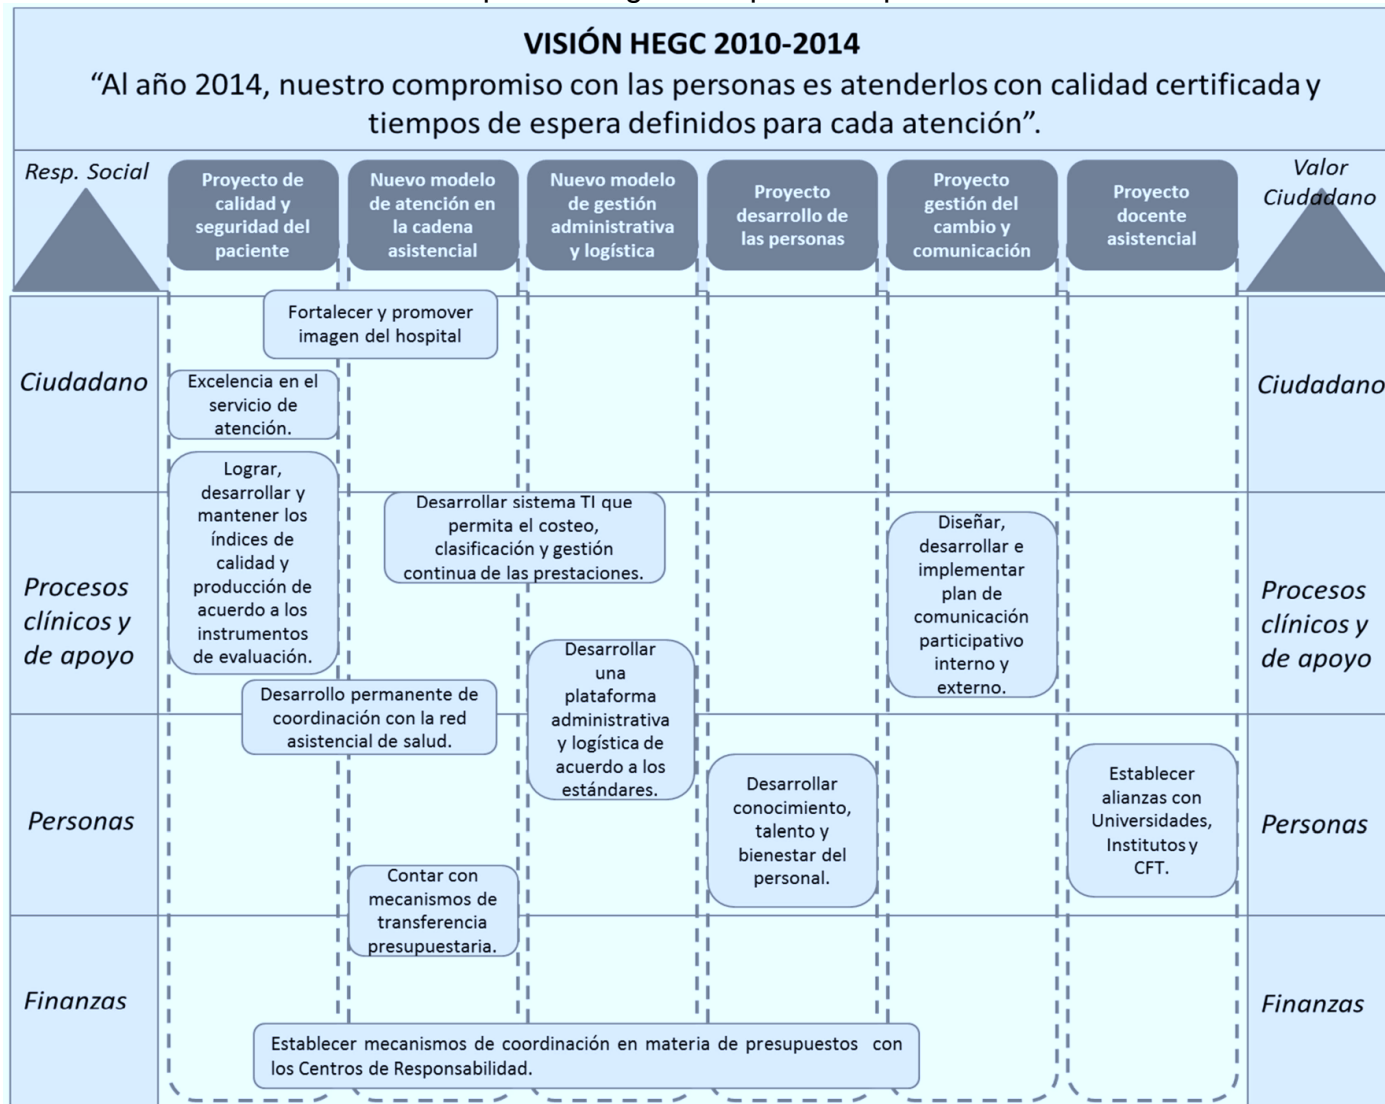 VISIÓN HEGC 2010-2014
“Al año 2014, nuestro compromiso con las personas es atenderlos con calidad certificada y
tiempos de espera definidos para cada atención”.
Resp. Social
Proyecto de
calidad y
seguridad del
paciente
Nuevo modelo
de atención en
la cadena
asistencial
Nuevo modelo
de gestión
administrativa
y logística
Proyecto
desarrollo de
las personas
Proyecto
gestión del
cambio y
comunicación
Proyecto
docente
asistencial
Valor
Ciudadano
Ciudadano
Fortalecer y promover
imagen del hospital
Excelencia en el
servicio de
atención.
Ciudadano
Procesos
clínicos y
de apoyo
Lograr,
desarrollar y
mantener los
índices de
calidad y
producción de
acuerdo a los
instrumentos
de evaluación.
Desarrollar sistema TI que
permita el costeo,
clasificación y gestión
continua de las prestaciones.
Diseñar,
desarrollar e
implementar
plan de
comunicación
participativo
interno y
externo.
Procesos
clínicos y
de apoyo
Desarrollo permanente de
coordinación con la red
asistencial de salud.
Desarrollar
una
plataforma
administrativa
y logística de
acuerdo a los
estándares.
Personas
Desarrollar
conocimiento,
talento y
bienestar del
personal.
Establecer
alianzas con
Universidades,
Institutos y
CFT.
Personas
Contar con
mecanismos de
transferencia
presupuestaria.
Finanzas
Establecer mecanismos de coordinación en materia de presupuestos con
los Centros de Responsabilidad.
Finanzas